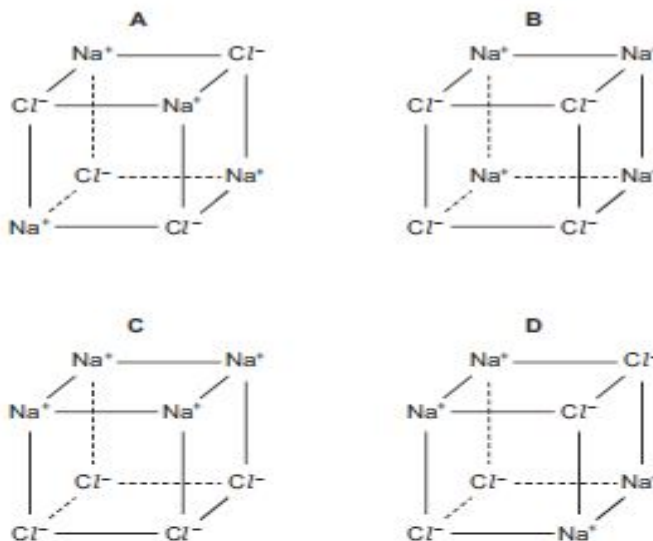 A B
Na⁺ Cl⁻ Na⁺ Na
Cl⁻ Na⁺ Cl⁻ Cl⁻
Cl⁻ Na⁺ Na⁺ Na
Na⁺ Cl⁻ Cl⁻ Cl⁻
C D
Na⁺ Na⁺ Na⁺ Cl
Na⁺ Na⁺ Na⁺ Cl⁻
Cl⁻ Cl⁻ Cl⁻ Na
Cl⁻ Cl⁻ Cl⁻ Na⁺